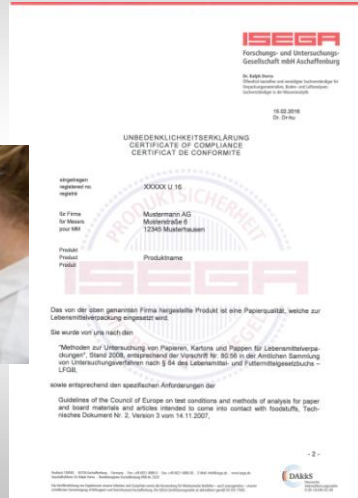 ISEGA
Forschungs- und Untersuchungs-
Gesellschaft mbH Aschaffenburg
Dr. Ralph Derra
15.02.2016
Dr. Dr-hu
UNBEDENKLICHKEITSERKLÄRUNG
CERTIFICATE OF COMPLIANCE
CERTIFICAT DE CONFORMITE
eingetragen
registered no.
registré
XXXXX U 16
für Firma
for Messrs
pour MM
Mustermann AG
Musterstraße 6
12345 Musterhausen
Produkt
Product
Produit
Produktname
PRODUKTSICHERHEIT
ISEGA
Das von der oben genannten Firma hergestellte Produkt ist eine Papierqualität, welche zur
Lebensmittelverpackung eingesetzt wird.
Sie wurde von uns nach den
"Methoden zur Untersuchung von Papieren, Kartons und Pappen für Lebensmittelverpa-
ckungen", Stand 2008, entsprechend der Vorschrift Nr. 80.56 in der Amtlichen Sammlung
von Untersuchungsverfahren nach § 64 des Lebensmittel- und Futtermittelgesetzbuchs –
LFGB,
sowie entsprechend den spezifischen Anforderungen der
Guidelines of the Council of Europe on test conditions and methods of analysis for paper
and board materials and articles intended to come into contact with foodstuffs, Tech-
nisches Dokument Nr. 2, Version 3 vom 14.11.2007,
- 2 -
DAkkS